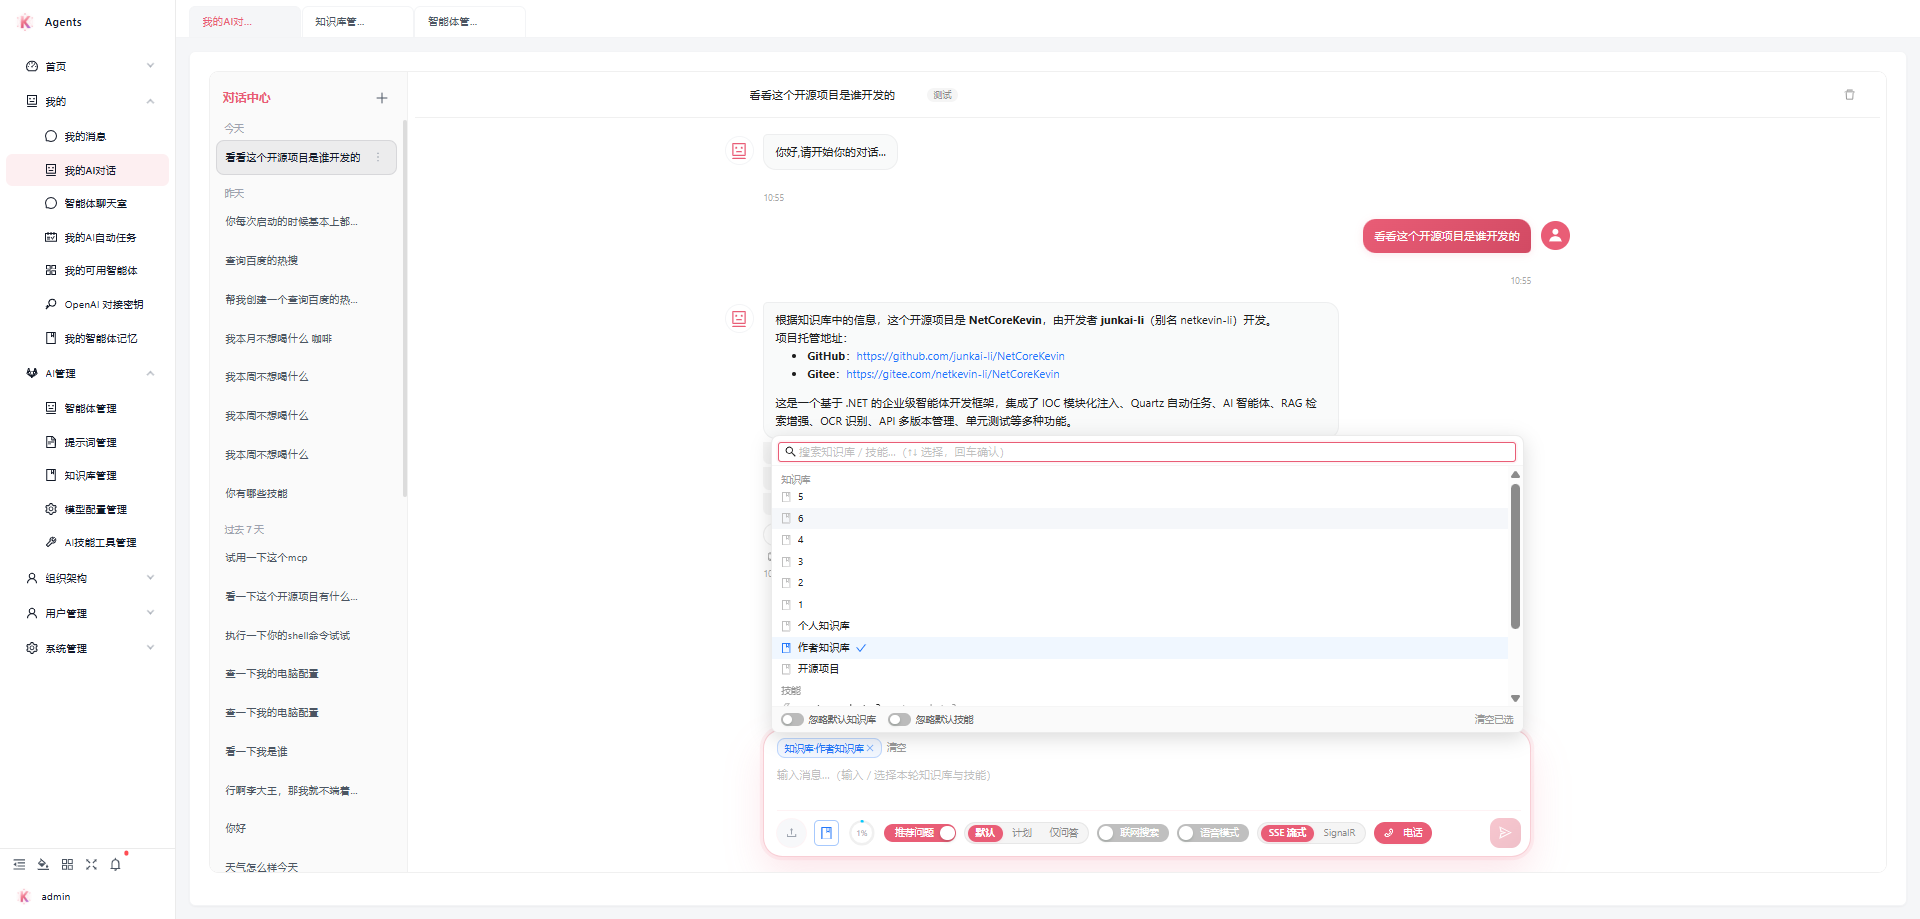 Agents
首页
我的
我的消息
我的AI对话
智能体聊天室
我的AI自动任务
我的可用智能体
OpenAI 对接密钥
我的智能体记忆
AI管理
智能体管理
提示词管理
知识库管理
模型配置管理
AI技能工具管理
组织架构
用户管理
系统管理
admin
我的AI对...
知识库管...
智能体管...
对话中心
今天
看看这个开源项目是谁开发的
昨天
你每次启动的时候基本上都...
查询百度的热搜
帮我创建一个查询百度的热...
我本月不想喝什么 咖啡
我本周不想喝什么
我本周不想喝什么
我本周不想喝什么
你有哪些技能
过去 7 天
试用一下这个mcp
看一下这个开源项目有什么...
执行一下你的shell命令试试
查一下我的电脑配置
查一下我的电脑配置
看一下我是谁
行啊李大王，那我就不端着...
你好
天气怎么样今天
看看这个开源项目是谁开发的 测试
你好,请开始你的对话...
10:55
看看这个开源项目是谁开发的
10:55
根据知识库中的信息，这个开源项目是 NetCoreKevin，由开发者 junkai-li（别名 netkevin-li）开发。
项目托管地址：
GitHub：https://github.com/junkai-li/NetCoreKevin
Gitee：https://gitee.com/netkevin-li/NetCoreKevin
这是一个基于 .NET 的企业级智能体开发框架，集成了 IOC 模块化注入、Quartz 自动任务、AI 智能体、RAG 检
索增强、OCR 识别、API 多版本管理、单元测试等多种功能。
搜索知识库 / 技能...（↑↓ 选择，回车确认）
知识库
5
6
4
3
2
1
个人知识库
作者知识库
开源项目
技能
忽略默认知识库 忽略默认技能 清空已选
知识库·作者知识库 × 清空
输入消息...（输入 / 选择本轮知识库与技能）
1% 推荐问题 默认 计划 仅问答 联网搜索 语音模式 SSE 流式 SignalR 电话